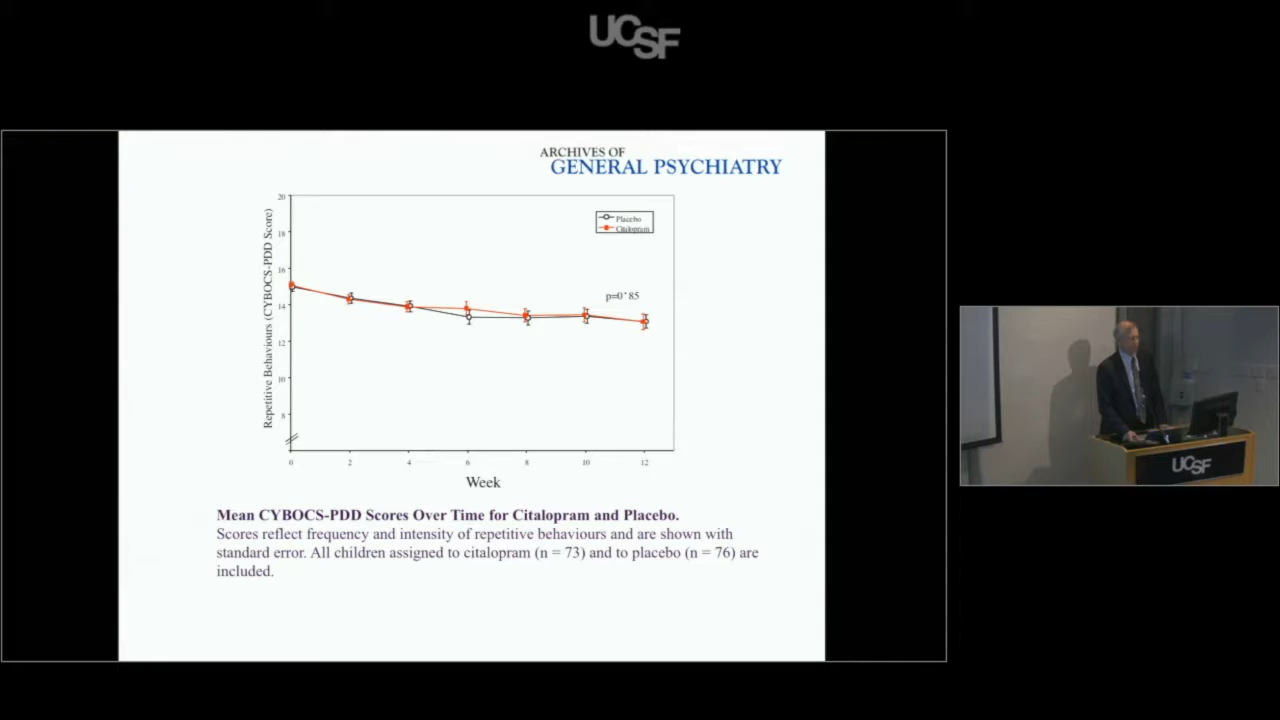 UCSF
ARCHIVES OF
GENERAL PSYCHIATRY
20
18
16
14
12
10
8
Repetitive Behaviours (CYBOCS-PDD Score)
Placebo
Citalopram
p=0·85
0 2 4 6 8 10 12
Week
Mean CYBOCS-PDD Scores Over Time for Citalopram and Placebo.
Scores reflect frequency and intensity of repetitive behaviours and are shown with
standard error. All children assigned to citalopram (n = 73) and to placebo (n = 76) are
included.
UCSF